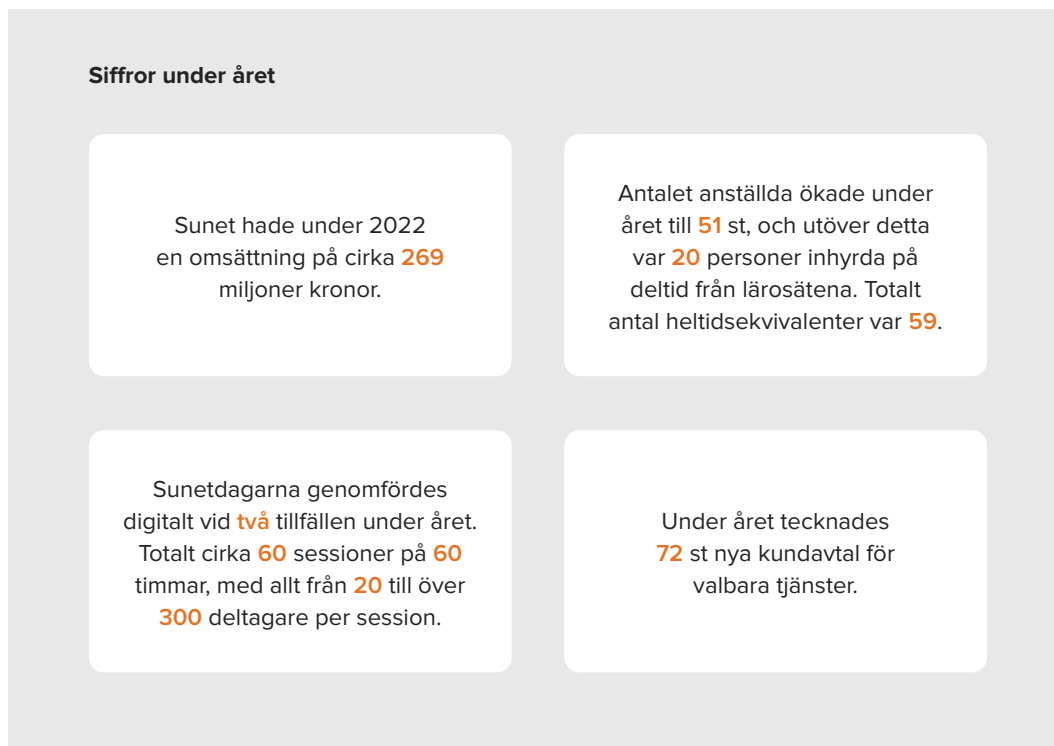 Siffror under året
Sunet hade under 2022
en omsättning på cirka 269
miljoner kronor.
Antalet anställda ökade under
året till 51 st, och utöver detta
var 20 personer inhyrda på
deltid från lärosätena. Totalt
antal heltidsekvivalenter var 59.
Sunetdagarna genomfördes
digitalt vid två tillfällen under året.
Totalt cirka 60 sessioner på 60
timmar, med allt från 20 till över
300 deltagare per session.
Under året tecknades
72 st nya kundavtal för
valbara tjänster.